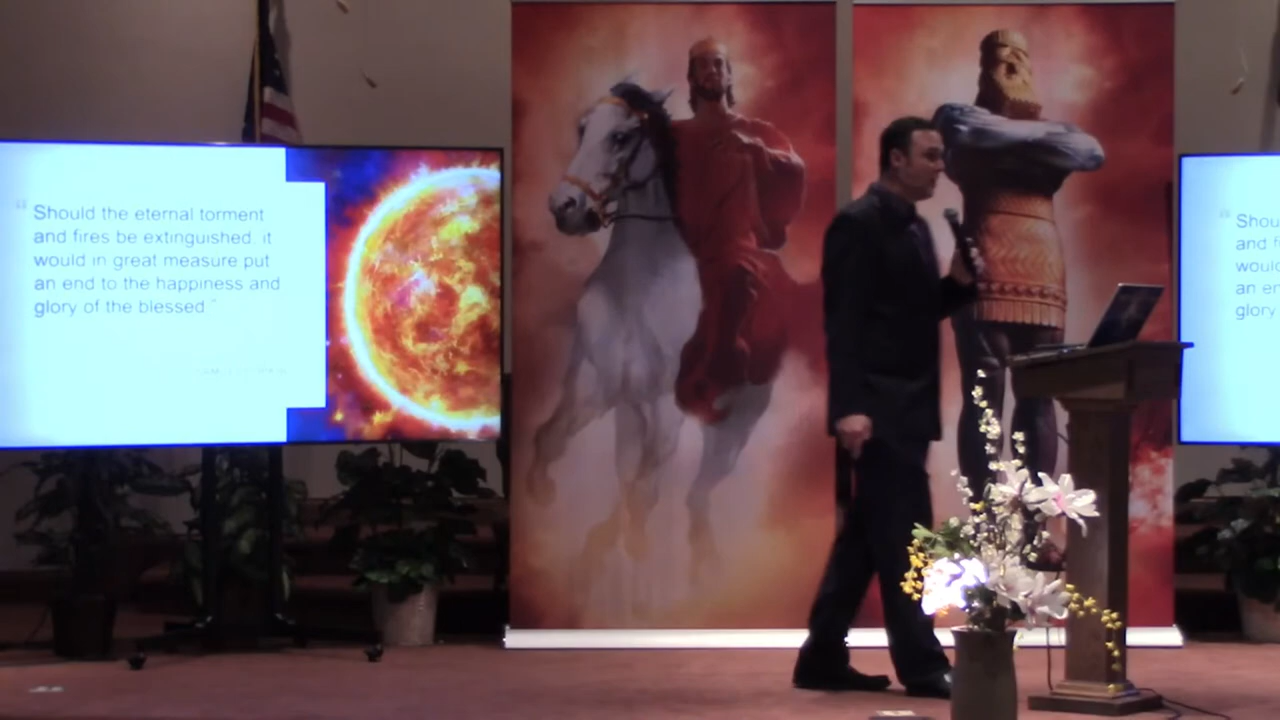 “Should the eternal torment
and fires be extinguished, it
would in great measure put
an end to the happiness and
glory of the blessed.”
Shou
and fi
would
an en
glory